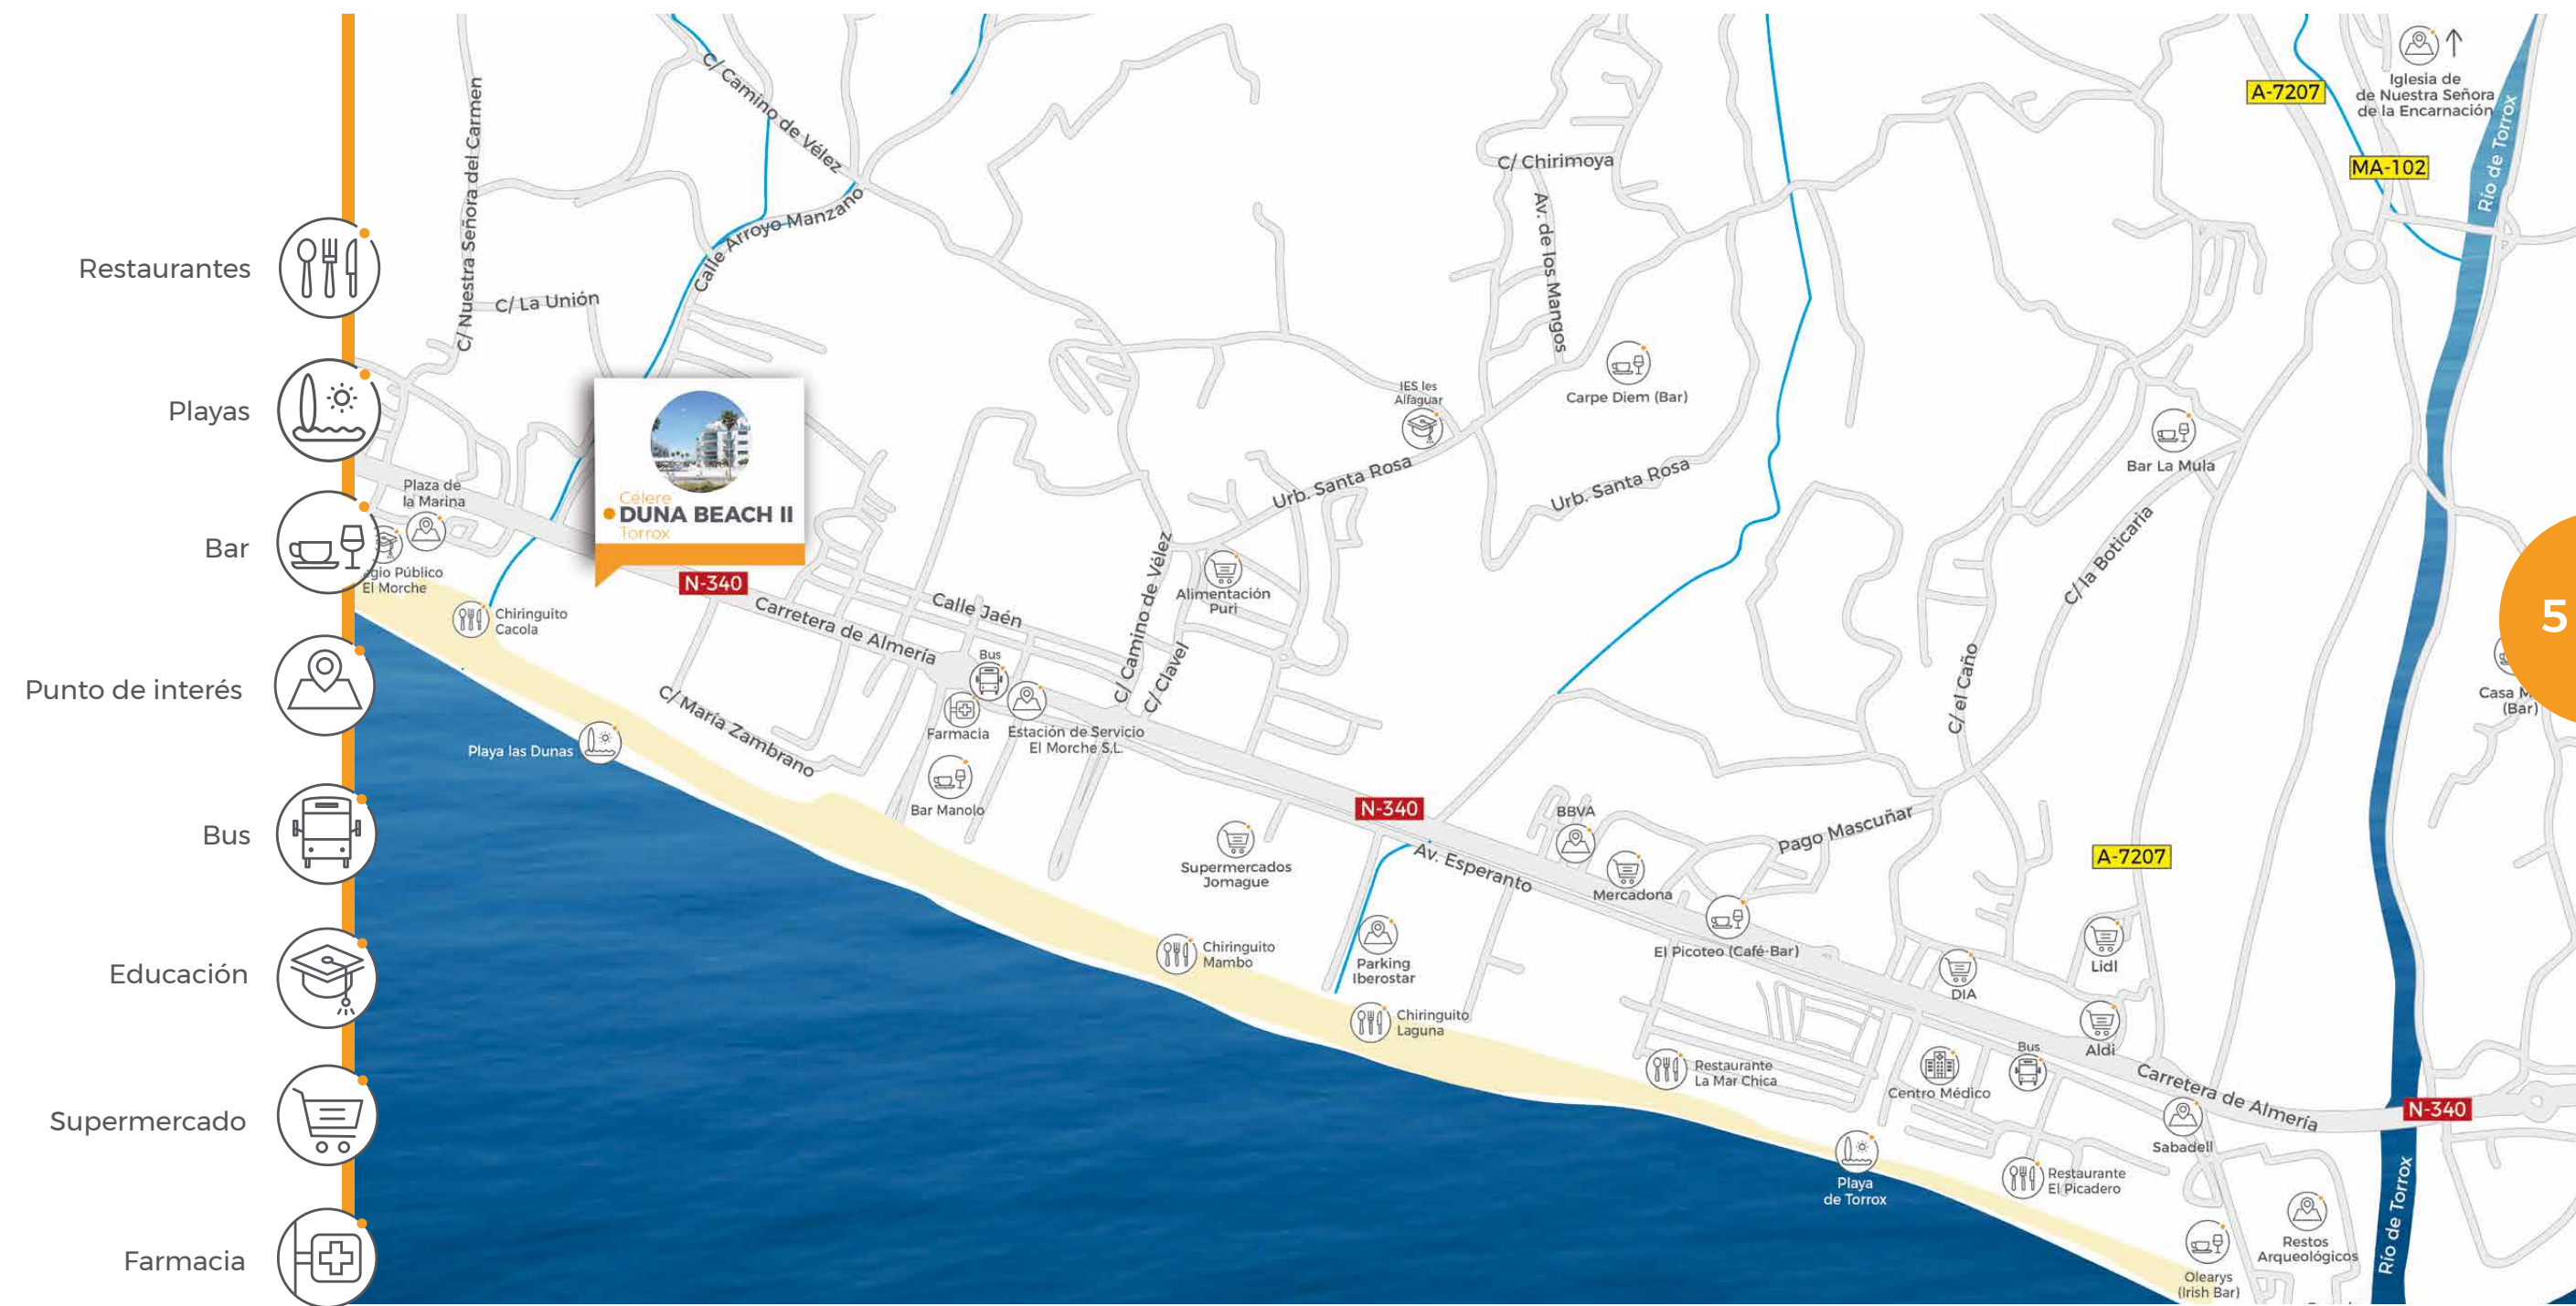 Restaurantes
Playas
Bar
Punto de interés
Bus
Educación
Supermercado
Farmacia
C/ Nuestra Señora del Carmen
C/ Camino de Vélez
Calle Arroyo Manzano
C/ La Unión
Célere
DUNA BEACH II
Torrox
Plaza de
la Marina
gio Público
El Morche
Chiringuito
Cacola
N-340
Carretera de Almería
Calle Jaén
C/ María Zambrano
Playa las Dunas
Bus
Farmacia
Estación de Servicio
El Morche S.L.
Bar Manolo
C/ Camino de Vélez
C/ Clavel
Alimentación
Puri
Urb. Santa Rosa
IES les
Alfaguar
C/ Chirimoya
Av. de los Mangos
Carpe Diem (Bar)
Urb. Santa Rosa
Supermercados
Jomague
Chiringuito
Mambo
N-340
Av. Esperanto
Parking
Iberostar
Chiringuito
Laguna
BBVA
Mercadona
El Picoteo (Café-Bar)
Pago Mascuñar
Restaurante
La Mar Chica
Playa
de Torrox
C/ el Caño
C/ la Boticaria
Bar La Mula
A-7207
MA-102
Iglesia de
de Nuestra Señora
de la Encarnación
Río de Torrox
5
Casa M
(Bar)
A-7207
Lidl
DIA
Aldi
Bus
Centro Médico
Carretera de Almería
N-340
Sabadell
Restaurante
El Picadero
Restos
Arqueológicos
Olearys
(Irish Bar)
Río de Torrox